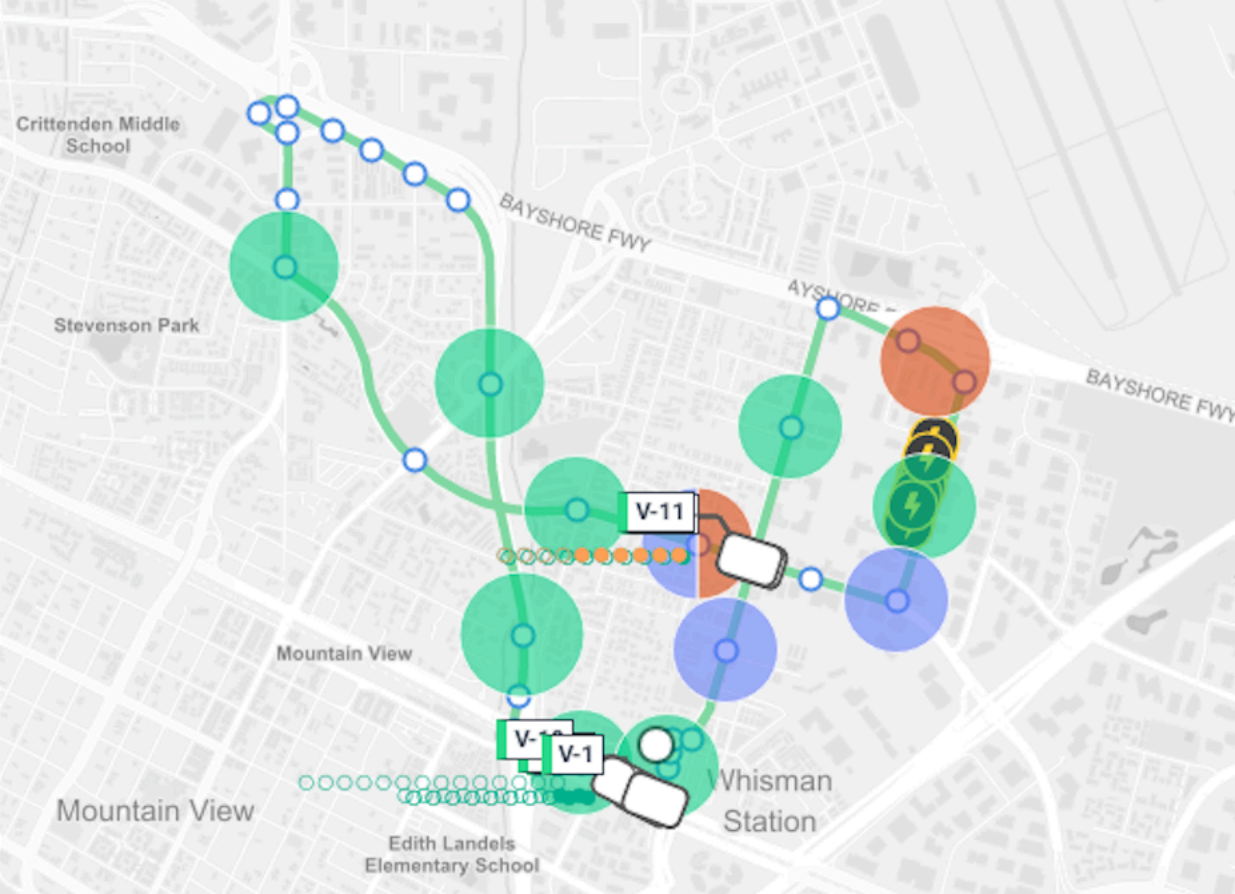 Crittenden Middle
School
BAYSHORE FWY
AYSHORE
BAYSHORE FWY
Stevenson Park
V-11
Mountain View
V-1
Whisman
Station
Mountain View
Edith Landels
Elementary School